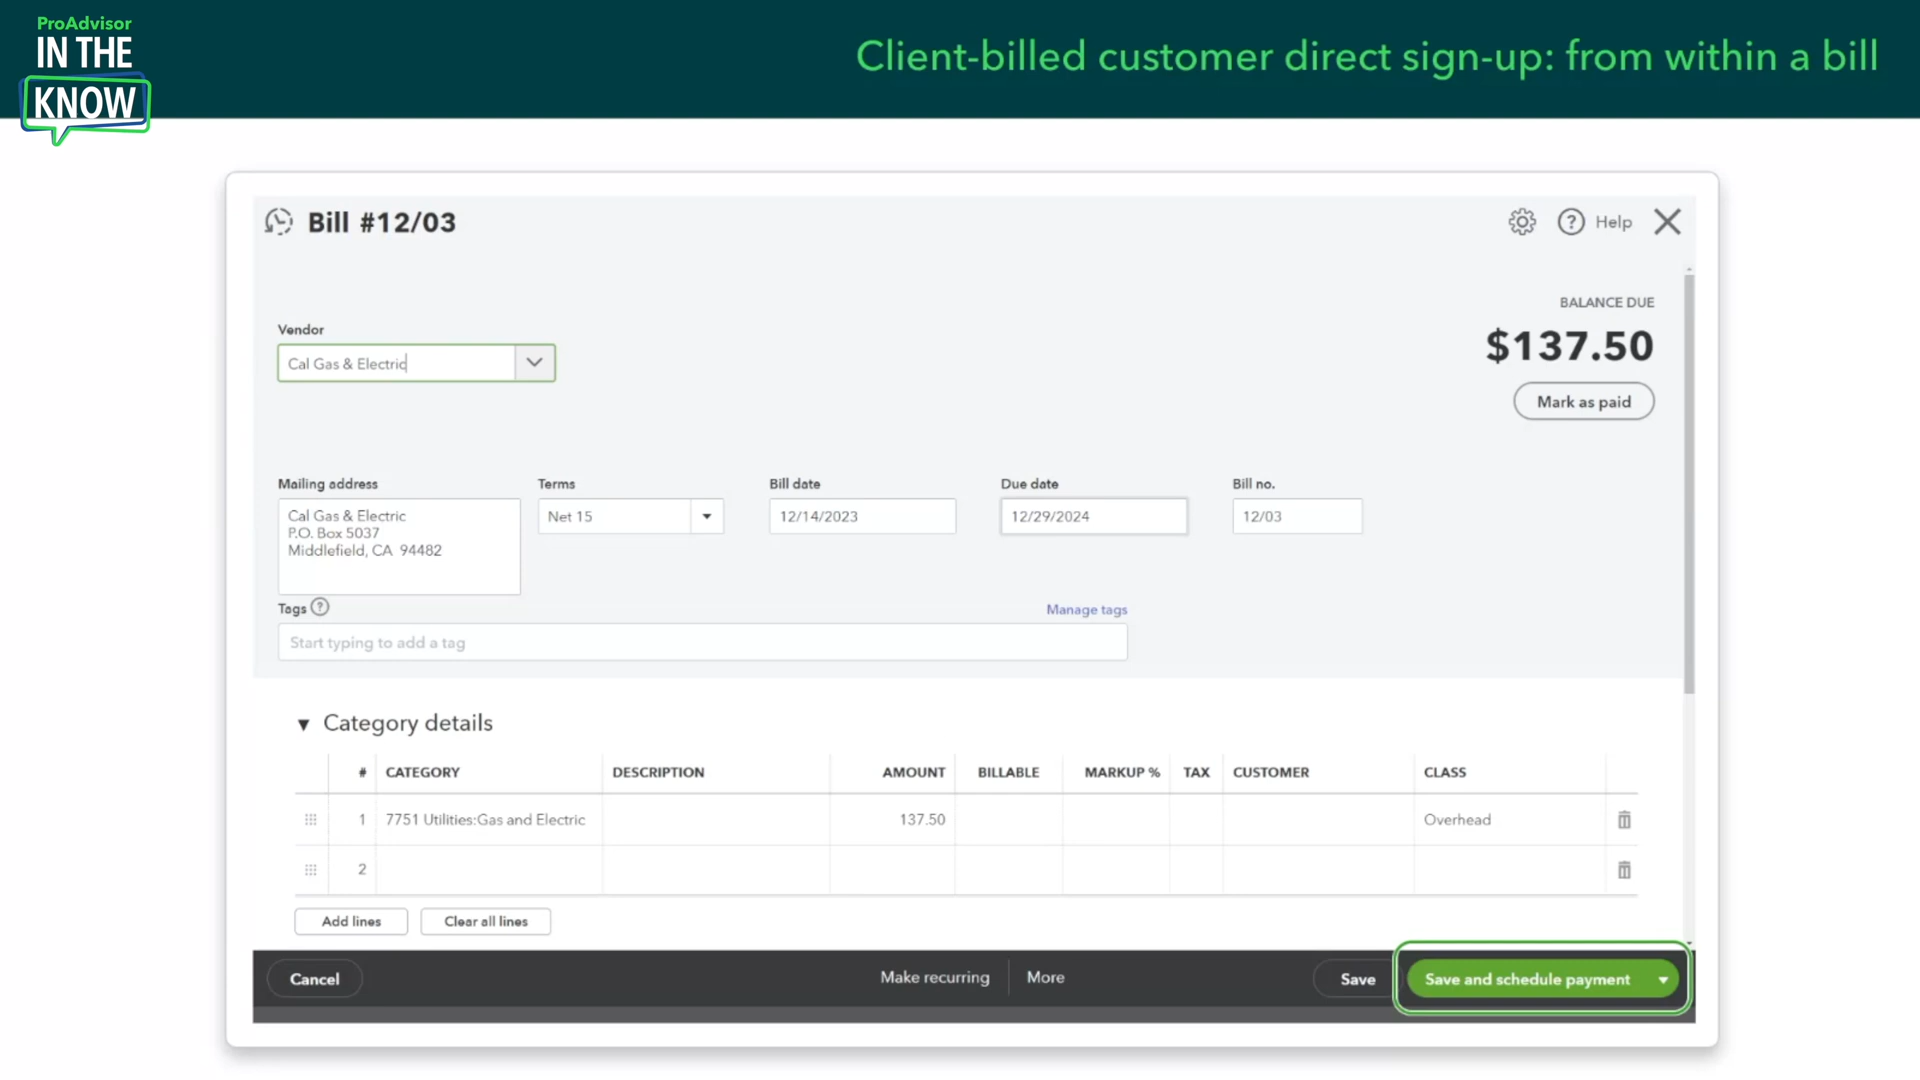 ProAdvisor
IN THE
KNOW
Client-billed customer direct sign-up: from within a bill
Bill #12/03
? Help
BALANCE DUE
$137.50
Mark as paid
Vendor
Cal Gas & Electric
Mailing address
Cal Gas & Electric
P.O. Box 5037
Middlefield, CA 94482
Terms
Net 15
Bill date
12/14/2023
Due date
12/29/2024
Bill no.
12/03
Tags ?
Manage tags
Start typing to add a tag
Category details
# CATEGORY DESCRIPTION AMOUNT BILLABLE MARKUP % TAX CUSTOMER CLASS
1 7751 Utilities:Gas and Electric 137.50 Overhead
2
Add lines Clear all lines
Cancel Make recurring More Save Save and schedule payment